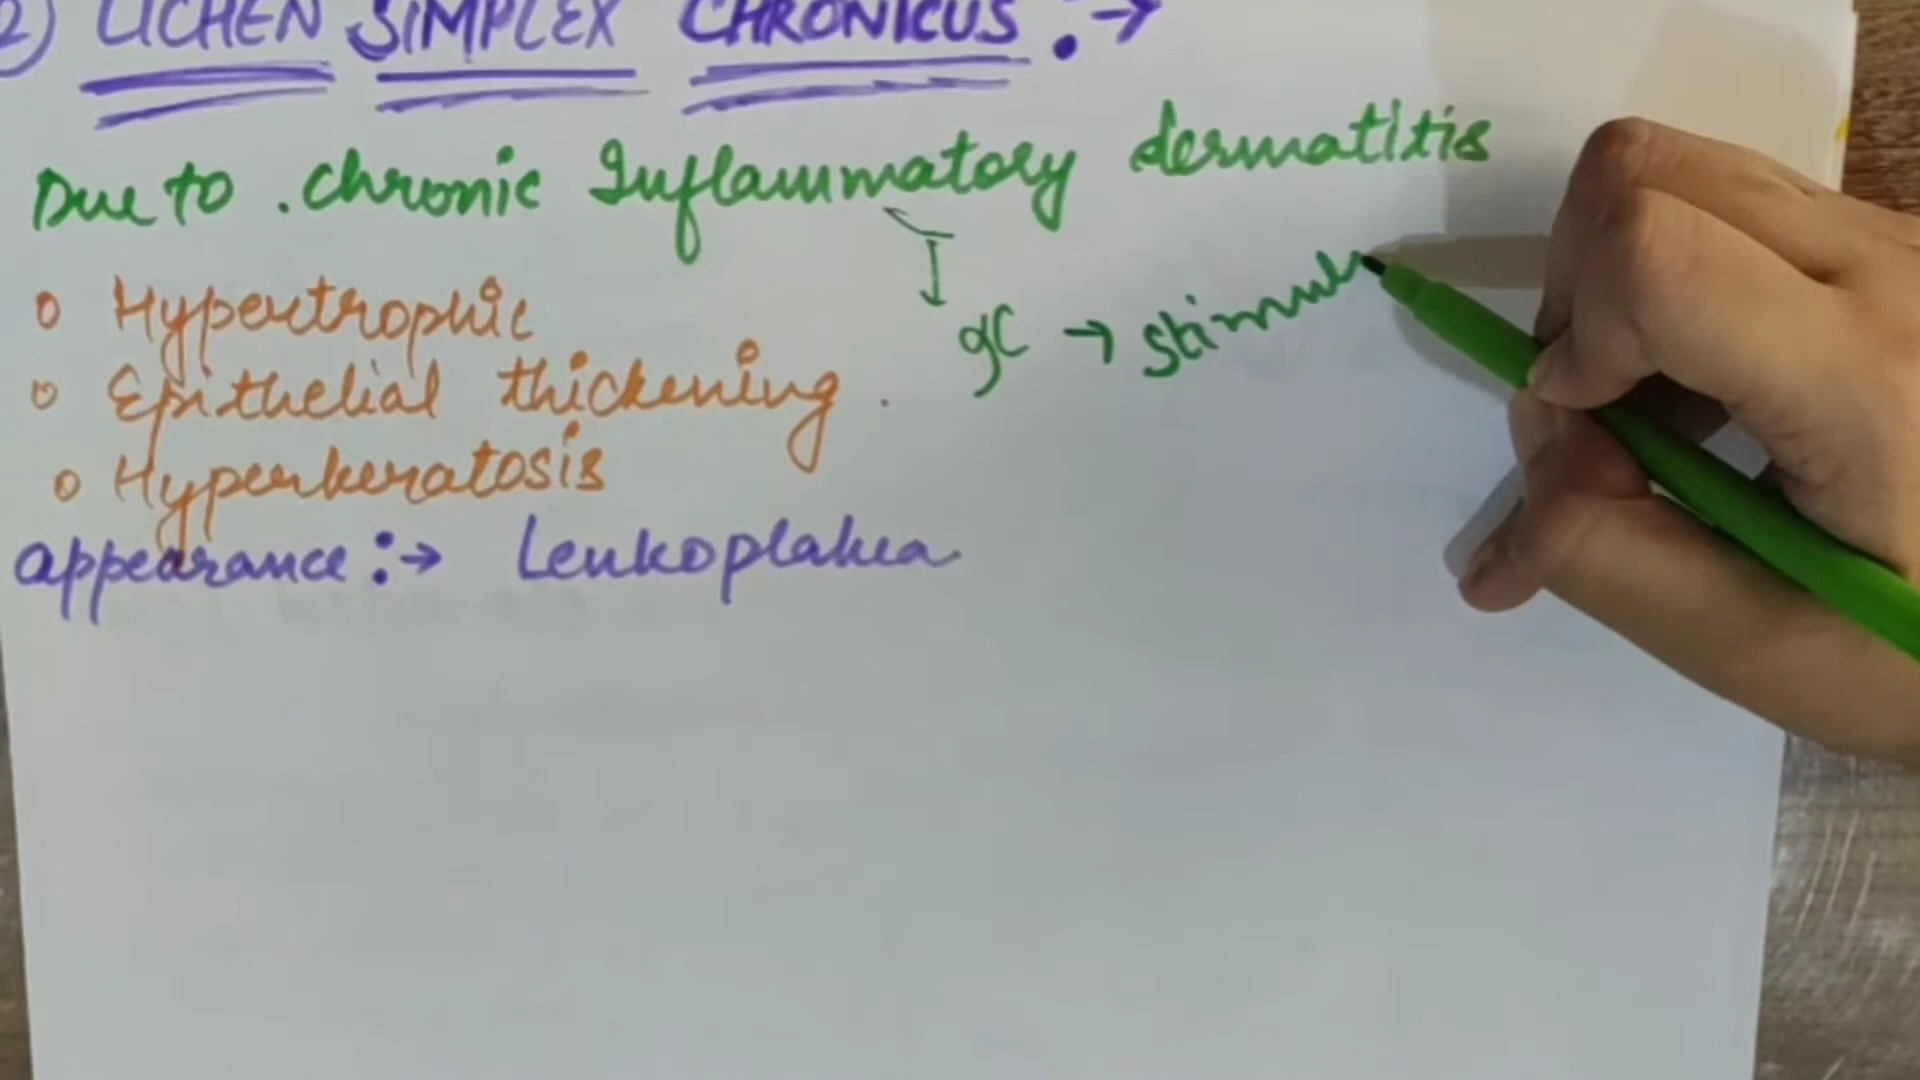 2) LICHEN SIMPLEX CHRONICUS :→
Due to . chronic Inflammatory dermatitis
o Hypertrophic
gC → Stimul
o Epithelial thickening .
o Hyperkeratosis
appearance :→ Leukoplakia